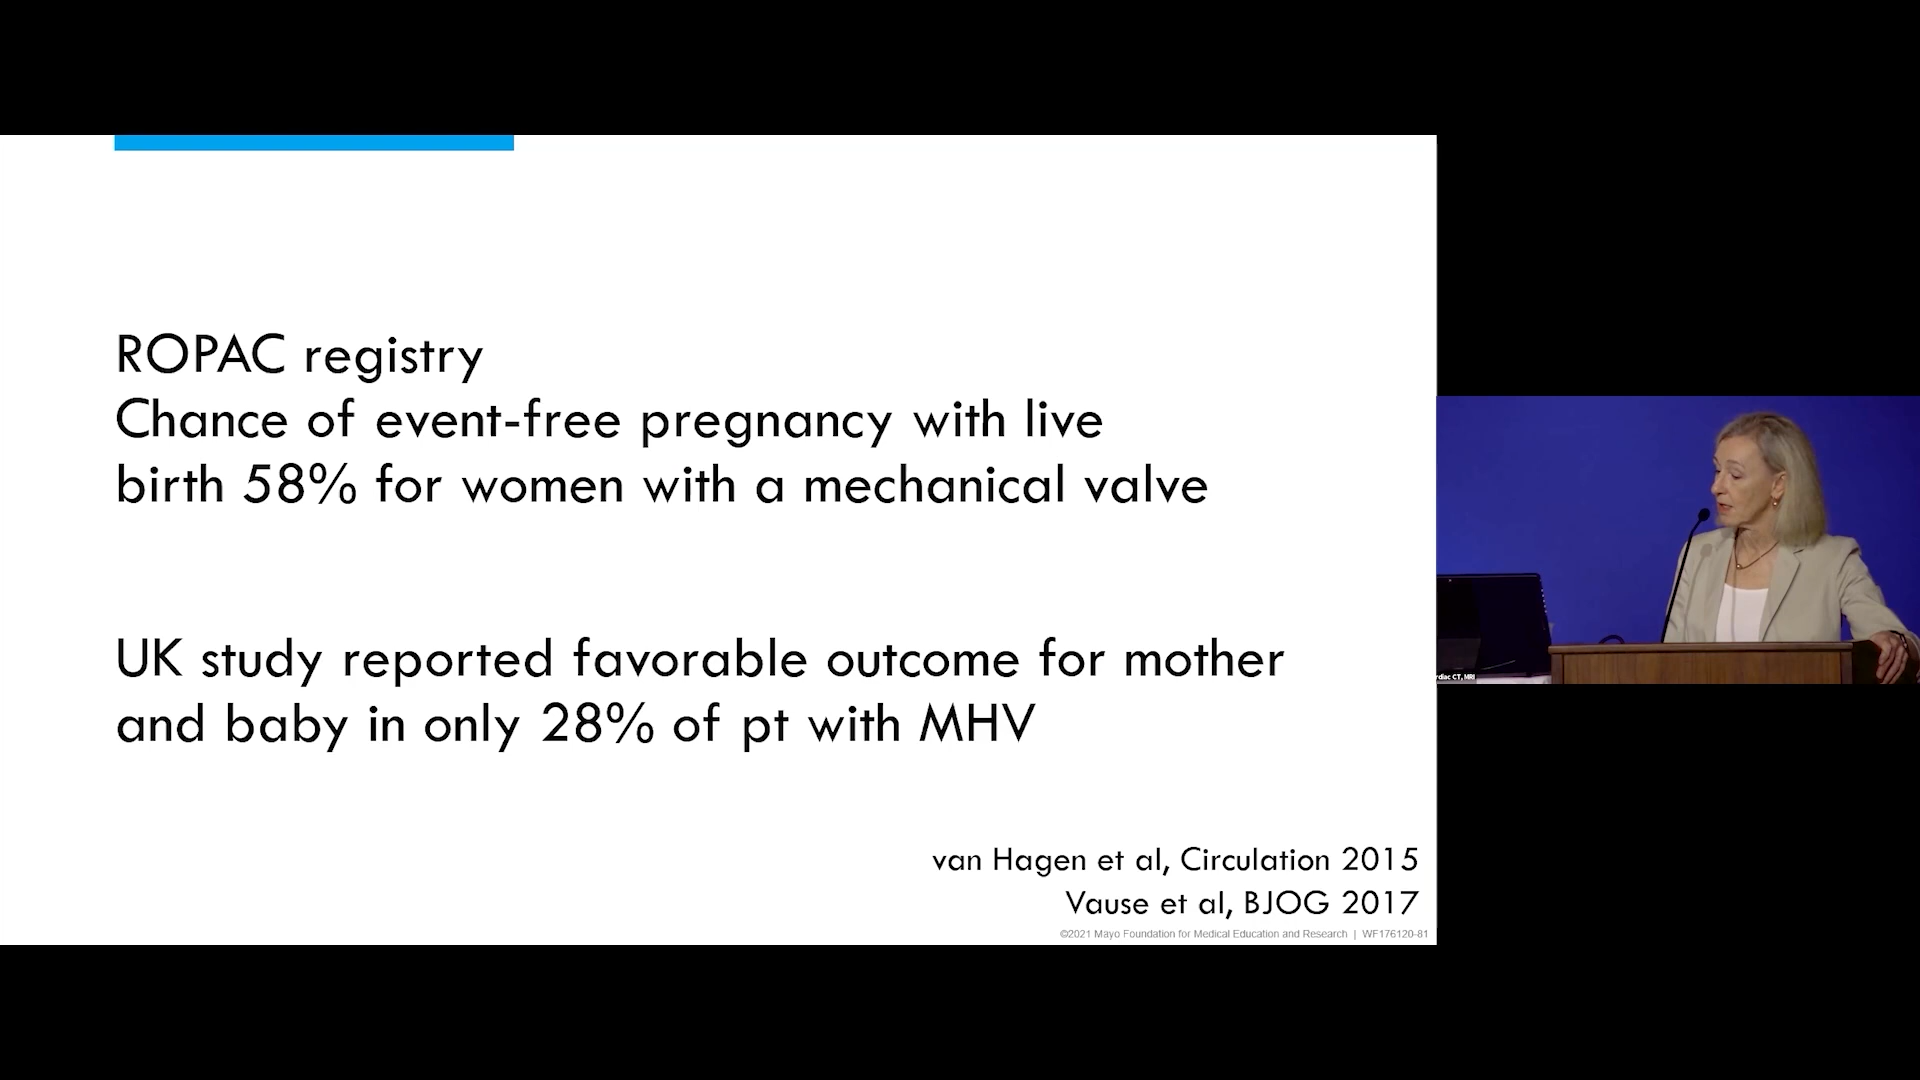 ROPAC registry
Chance of event-free pregnancy with live
birth 58% for women with a mechanical valve
UK study reported favorable outcome for mother
and baby in only 28% of pt with MHV
van Hagen et al, Circulation 2015
Vause et al, BJOG 2017
©2021 Mayo Foundation for Medical Education and Research | WF176120-81
CT, MRI